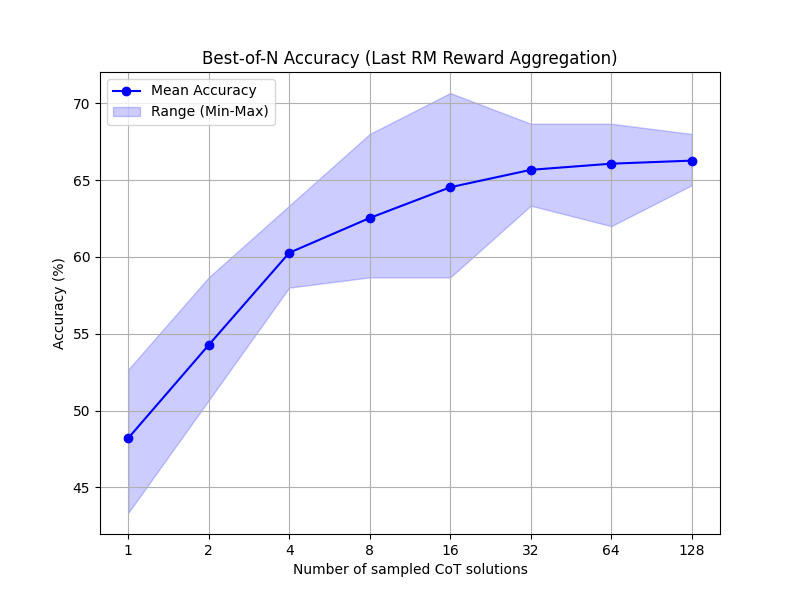 Best-of-N Accuracy (Last RM Reward Aggregation)
Mean Accuracy
Range (Min-Max)
Accuracy (%)
70
65
60
55
50
45
1 2 4 8 16 32 64 128
Number of sampled CoT solutions